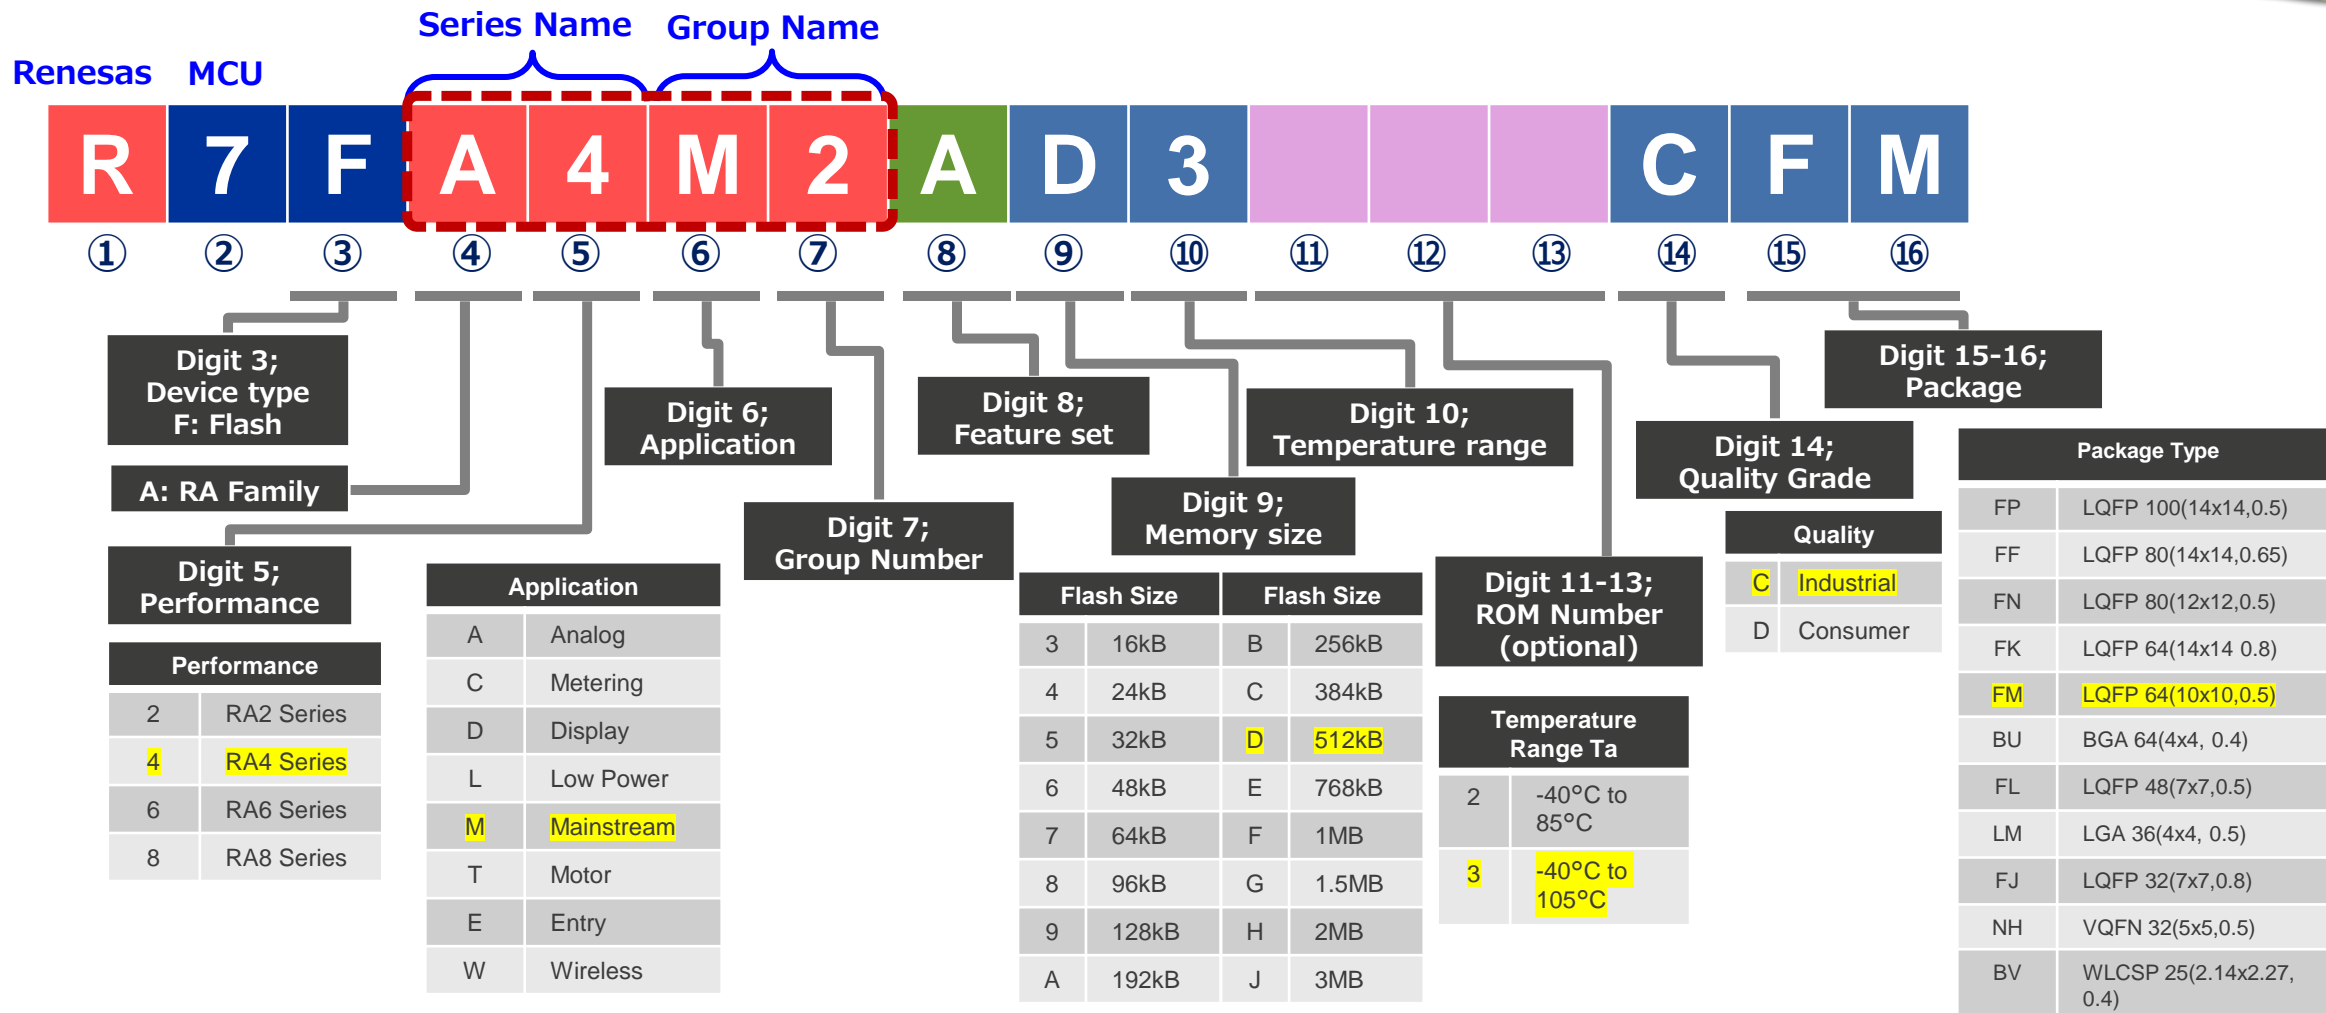 Series Name
Group Name
Renesas
MCU
R 7 F A 4 M 2 A D 3 C F M
① ② ③ ④ ⑤ ⑥ ⑦ ⑧ ⑨ ⑩ ⑪ ⑫ ⑬ ⑭ ⑮ ⑯
Digit 3;
Device type
F: Flash
A: RA Family
Digit 5;
Performance
Performance
2 RA2 Series
4 RA4 Series
6 RA6 Series
8 RA8 Series
Digit 6;
Application
Application
A Analog
C Metering
D Display
L Low Power
M Mainstream
T Motor
E Entry
W Wireless
Digit 7;
Group Number
Digit 8;
Feature set
Digit 9;
Memory size
Flash Size Flash Size
3 16kB B 256kB
4 24kB C 384kB
5 32kB D 512kB
6 48kB E 768kB
7 64kB F 1MB
8 96kB G 1.5MB
9 128kB H 2MB
A 192kB J 3MB
Digit 10;
Temperature range
Digit 11-13;
ROM Number
(optional)
Temperature
Range Ta
2 -40°C to
85°C
3 -40°C to
105°C
Digit 14;
Quality Grade
Quality
C Industrial
D Consumer
Digit 15-16;
Package
Package Type
FP LQFP 100(14x14,0.5)
FF LQFP 80(14x14,0.65)
FN LQFP 80(12x12,0.5)
FK LQFP 64(14x14 0.8)
FM LQFP 64(10x10,0.5)
BU BGA 64(4x4, 0.4)
FL LQFP 48(7x7,0.5)
LM LGA 36(4x4, 0.5)
FJ LQFP 32(7x7,0.8)
NH VQFN 32(5x5,0.5)
BV WLCSP 25(2.14x2.27,
0.4)